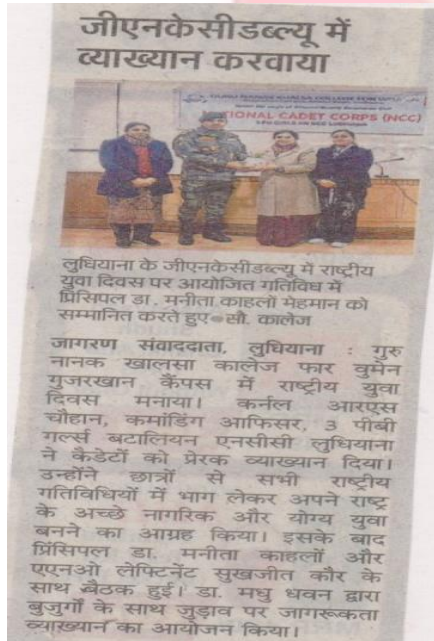 जीएनकेसीडब्ल्यू में
व्याख्यान करवाया
NATIONAL CADET CORPS (NCC)
लुधियाना के जीएनकेसीडब्ल्यू में राष्ट्रीय
युवा दिवस पर आयोजित गतिविध में
प्रिंसिपल डा. मनीता काहलों मेहमान को
सम्मानित करते हुए● सौ. कालेज
जागरण संवाददाता, लुधियाना : गुरु
नानक खालसा कालेज फार वुमेन
गुजरखान कैंपस में राष्ट्रीय युवा
दिवस मनाया। कर्नल आरएस
चौहान, कमांडिंग आफिसर, 3 पीबी
गर्ल्स बटालियन एनसीसी लुधियाना
ने कैडेटों को प्रेरक व्याख्यान दिया।
उन्होंने छात्रों से सभी राष्ट्रीय
गतिविधियों में भाग लेकर अपने राष्ट्र
के अच्छे नागरिक और योग्य युवा
बनने का आग्रह किया। इसके बाद
प्रिंसिपल डा. मनीता काहलों और
एएनओ लेफ्टिनेंट सुखजीत कौर के
साथ बैठक हुई। डा. मधु धवन द्वारा
बुजुर्गों के साथ जुड़ाव पर जागरूकता
व्याख्यान का आयोजन किया।